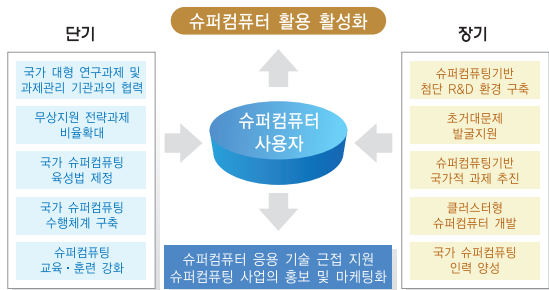 슈퍼컴퓨터 활용 활성화
단기
국가 대형 연구과제 및
과제관리 기관과의 협력
무상지원 전략과제
비율확대
국가 슈퍼컴퓨팅
육성법 제정
국가 슈퍼컴퓨팅
수행체계 구축
슈퍼컴퓨팅
교육·훈련 강화
슈퍼컴퓨터
사용자
슈퍼컴퓨터 응용 기술 근접 지원
슈퍼컴퓨팅 사업의 홍보 및 마케팅화
장기
슈퍼컴퓨팅기반
첨단 R&D 환경 구축
초거대문제
발굴지원
슈퍼컴퓨팅기반
국가적 과제 추진
클러스터형
슈퍼컴퓨터 개발
국가 슈퍼컴퓨팅
인력 양성